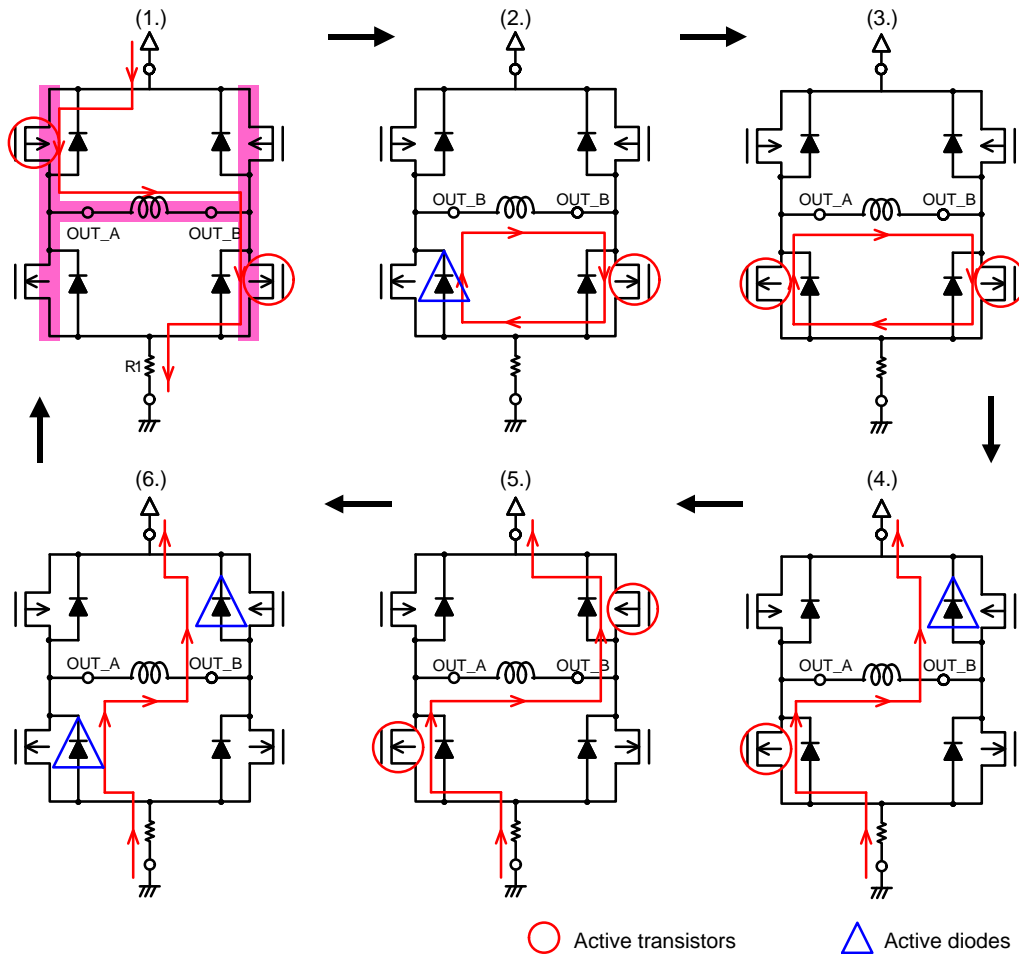 (1.)
(2.)
(3.)
OUT_A
OUT_B
OUT_B
OUT_B
OUT_A
OUT_B
R1
(6.)
(5.)
(4.)
OUT_A
OUT_B
OUT_A
OUT_B
OUT_A
OUT_B
Active transistors
Active diodes